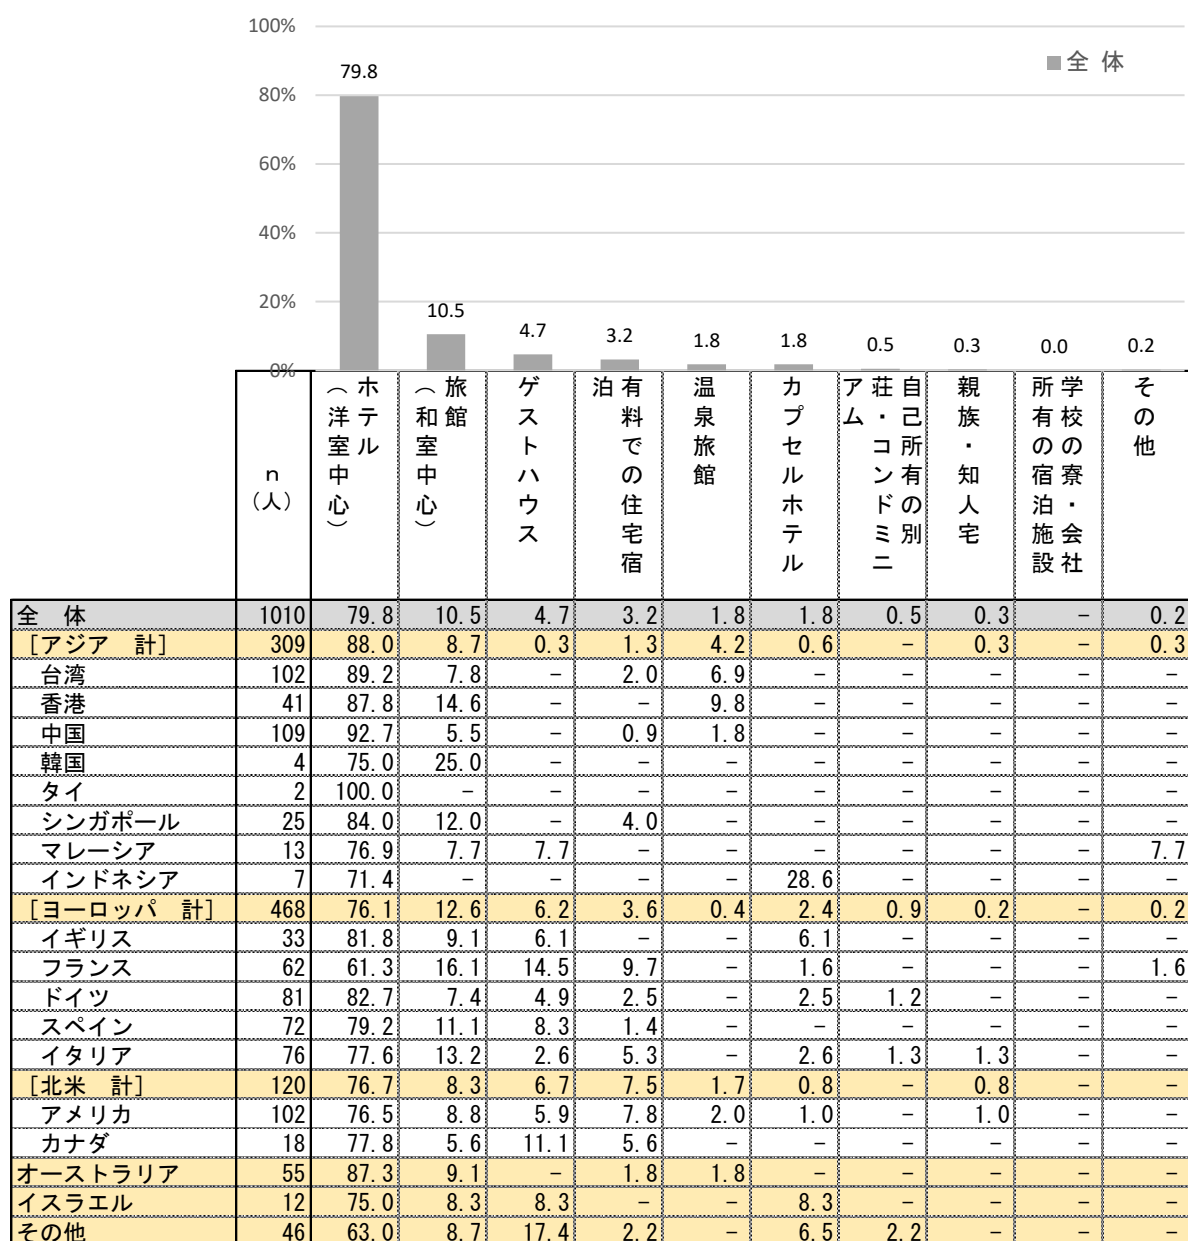 100%
79.8
■全 体
80%
60%
40%
20%
10.5
4.7
3.2
1.8
1.8
0.5
0.3
0.0
0.2
0%
n
(人)
ホテル
（洋室中心）
旅館
（和室中心）
ゲストハウス
有料での住宅宿
泊
温泉旅館
カプセルホテル
自己所有の別
荘・コンドミニ
アム
親族・知人宅
学校の寮・会社
所有の宿泊施設
その他
全 体 1010 79.8 10.5 4.7 3.2 1.8 1.8 0.5 0.3 － 0.2
［アジア 計］ 309 88.0 8.7 0.3 1.3 4.2 0.6 － 0.3 － 0.3
台湾 102 89.2 7.8 － 2.0 6.9 － － － － －
香港 41 87.8 14.6 － － 9.8 － － － － －
中国 109 92.7 5.5 － 0.9 1.8 － － － － －
韓国 4 75.0 25.0 － － － － － － － －
タイ 2 100.0 － － － － － － － － －
シンガポール 25 84.0 12.0 － 4.0 － － － － － －
マレーシア 13 76.9 7.7 7.7 － － － － － － 7.7
インドネシア 7 71.4 － － － － 28.6 － － － －
［ヨーロッパ 計］ 468 76.1 12.6 6.2 3.6 0.4 2.4 0.9 0.2 － 0.2
イギリス 33 81.8 9.1 6.1 － － 6.1 － － － －
フランス 62 61.3 16.1 14.5 9.7 － 1.6 － － － 1.6
ドイツ 81 82.7 7.4 4.9 2.5 － 2.5 1.2 － － －
スペイン 72 79.2 11.1 8.3 1.4 － － － － － －
イタリア 76 77.6 13.2 2.6 5.3 － 2.6 1.3 1.3 － －
［北米 計］ 120 76.7 8.3 6.7 7.5 1.7 0.8 － 0.8 － －
アメリカ 102 76.5 8.8 5.9 7.8 2.0 1.0 － 1.0 － －
カナダ 18 77.8 5.6 11.1 5.6 － － － － － －
オーストラリア 55 87.3 9.1 － 1.8 1.8 － － － － －
イスラエル 12 75.0 8.3 8.3 － － 8.3 － － － －
その他 46 63.0 8.7 17.4 2.2 － 6.5 2.2 － － －